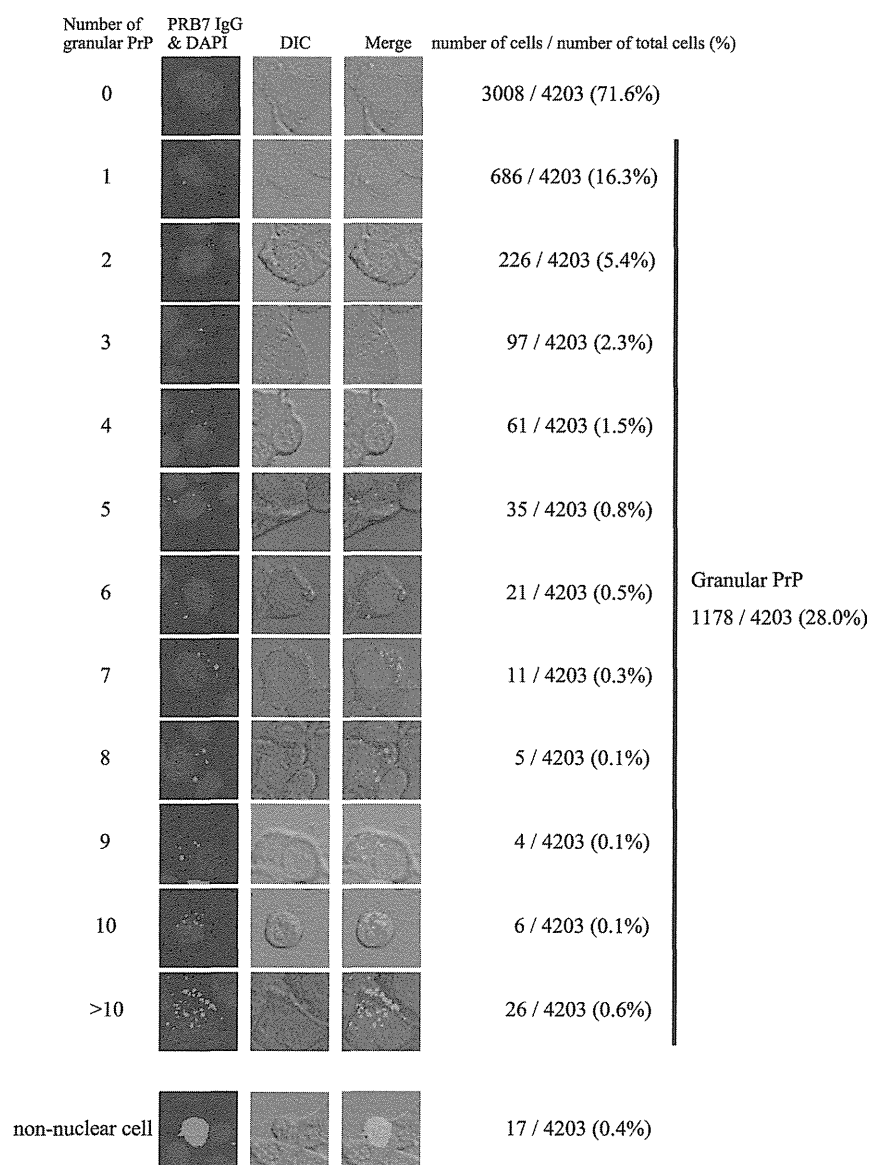 Number of granular PrP
PRB7 IgG & DAPI
DIC
Merge
number of cells / number of total cells (%)
0
3008 / 4203 (71.6%)
1
686 / 4203 (16.3%)
2
226 / 4203 (5.4%)
3
97 / 4203 (2.3%)
4
61 / 4203 (1.5%)
5
35 / 4203 (0.8%)
6
21 / 4203 (0.5%)
Granular PrP
1178 / 4203 (28.0%)
7
11 / 4203 (0.3%)
8
5 / 4203 (0.1%)
9
4 / 4203 (0.1%)
10
6 / 4203 (0.1%)
>10
26 / 4203 (0.6%)
non-nuclear cell
17 / 4203 (0.4%)